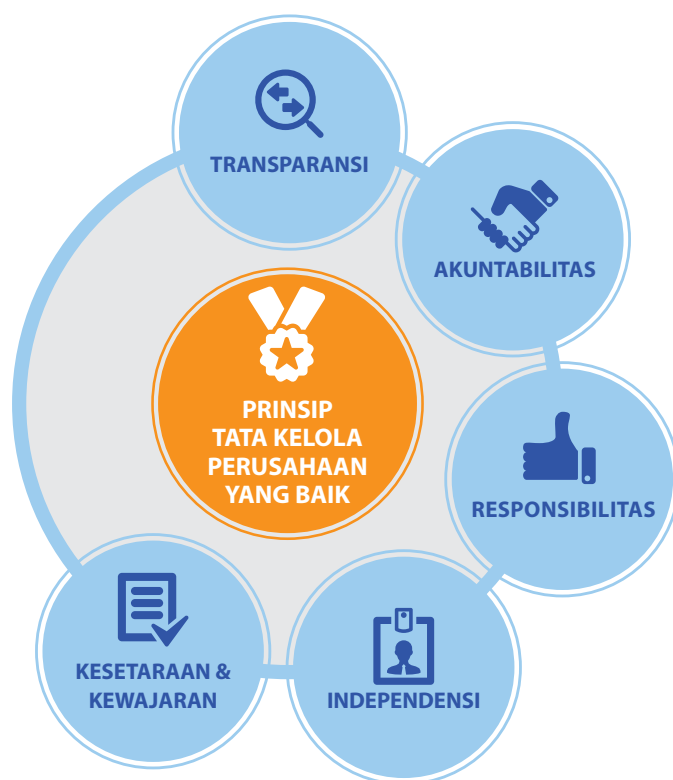 TRANSPARANSI
AKUNTABILITAS
PRINSIP
TATA KELOLA
PERUSAHAAN
YANG BAIK
RESPONSIBILITAS
INDEPENDENSI
KESETARAAN &
KEWAJARAN